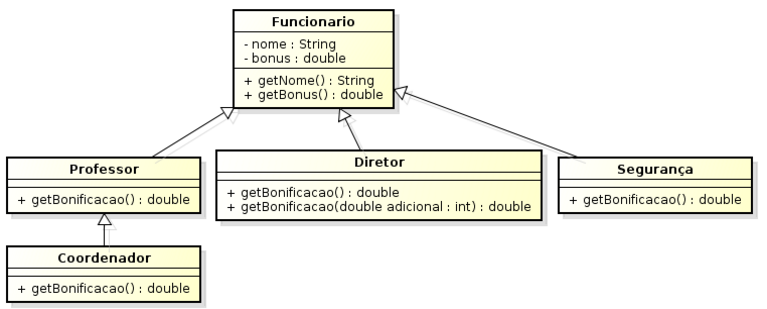 Funcionario
- nome : String
- bonus : double
+ getNome() : String
+ getBonus() : double
Professor
+ getBonificacao() : double
Diretor
+ getBonificacao() : double
+ getBonificacao(double adicional : int) : double
Segurança
+ getBonificacao() : double
Coordenador
+ getBonificacao() : double